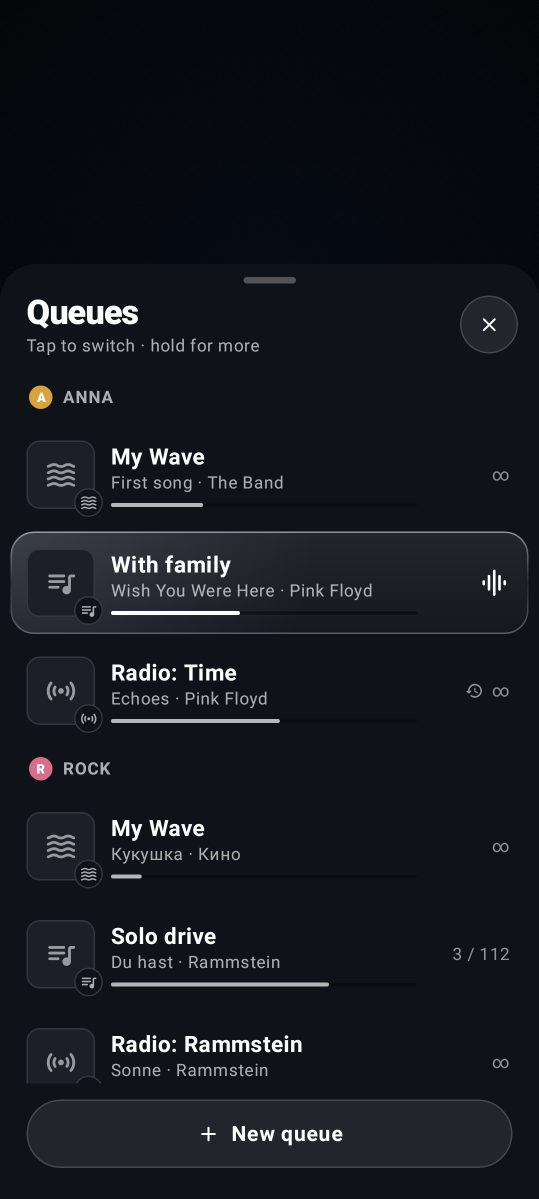 Queues
Tap to switch · hold for more
A ANNA
My Wave
First song · The Band
∞
With family
Wish You Were Here · Pink Floyd
Radio: Time
Echoes · Pink Floyd
∞
R ROCK
My Wave
Кукушка · Кино
∞
Solo drive
Du hast · Rammstein
3 / 112
Radio: Rammstein
Sonne · Rammstein
∞
+ New queue